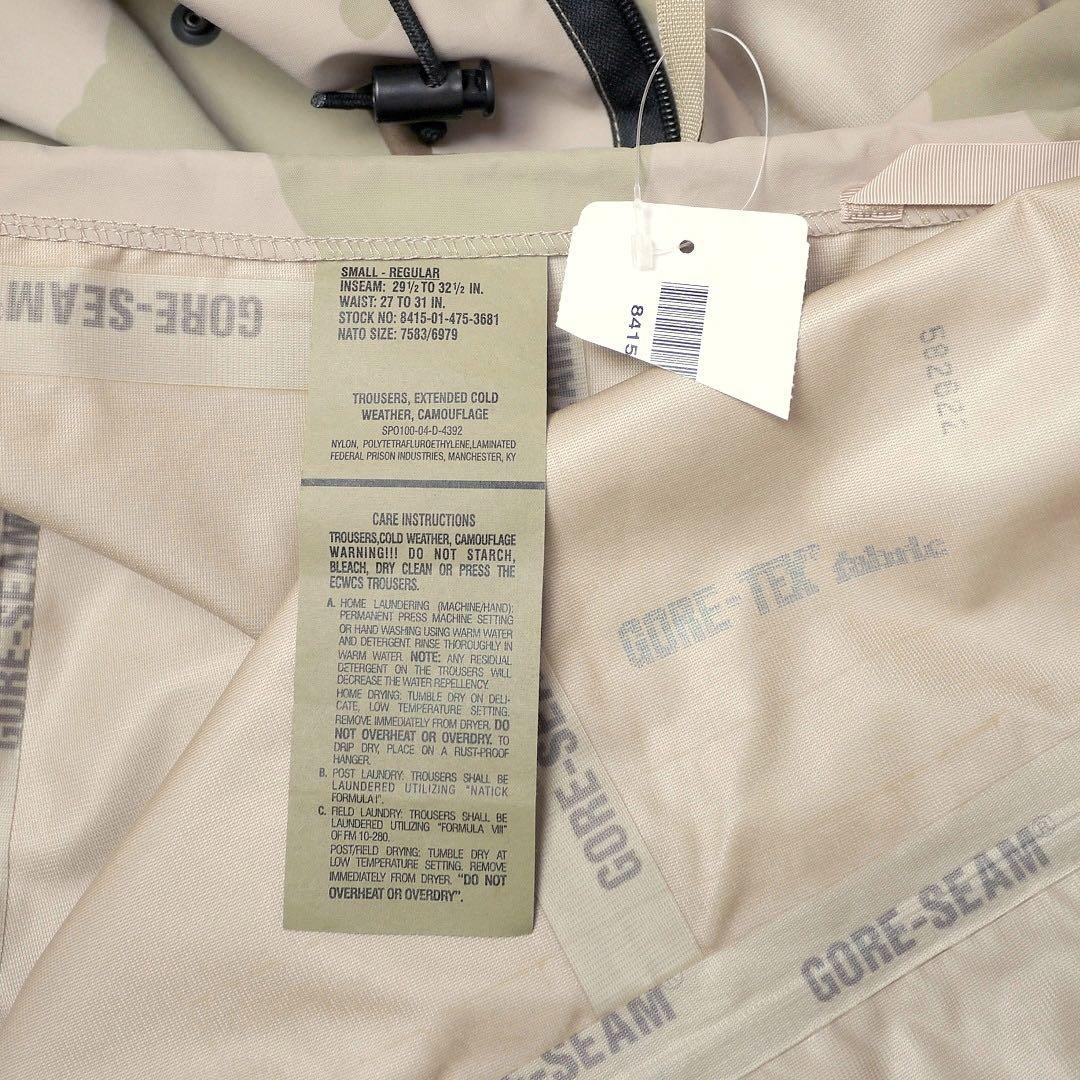 GORE-SEAM
SMALL - REGULAR
INSEAM: 29 1/2 TO 32 1/2 IN.
WAIST: 27 TO 31 IN.
STOCK NO: 8415-01-475-3681
NATO SIZE: 7583/6979
TROUSERS, EXTENDED COLD
WEATHER, CAMOUFLAGE
SPO100-04-D-4392
NYLON, POLYTETRAFLUROETHYLENE,LAMINATED
FEDERAL PRISON INDUSTRIES, MANCHESTER, KY
CARE INSTRUCTIONS
TROUSERS,COLD WEATHER, CAMOUFLAGE
WARNING!!! DO NOT STARCH,
BLEACH, DRY CLEAN OR PRESS THE
ECWCS TROUSERS.
A. HOME LAUNDERING (MACHINE/HAND):
PERMANENT PRESS MACHINE SETTING
OR HAND WASHING USING WARM WATER
AND DETERGENT. RINSE THOROUGHLY IN
WARM WATER. NOTE: ANY RESIDUAL
DETERGENT ON THE TROUSERS WILL
DECREASE THE WATER REPELLENCY.
HOME DRYING: TUMBLE DRY ON DELI-
CATE, LOW TEMPERATURE SETTING.
REMOVE IMMEDIATELY FROM DRYER. DO
NOT OVERHEAT OR OVERDRY. TO
DRIP DRY, PLACE ON A RUST-PROOF
HANGER.
B. POST LAUNDRY: TROUSERS SHALL BE
LAUNDERED UTILIZING "NATICK
FORMULA I".
C. FIELD LAUNDRY: TROUSERS SHALL BE
LAUNDERED UTILIZING "FORMULA VIII"
OF FM 10-280.
POST/FIELD DRYING: TUMBLE DRY AT
LOW TEMPERATURE SETTING. REMOVE
IMMEDIATELY FROM DRYER. "DO NOT
OVERHEAT OR OVERDRY".
8415
GORE-TEX fabric
GORE-SEAM
GORE-S
GORE-SEAM®
SEAM®